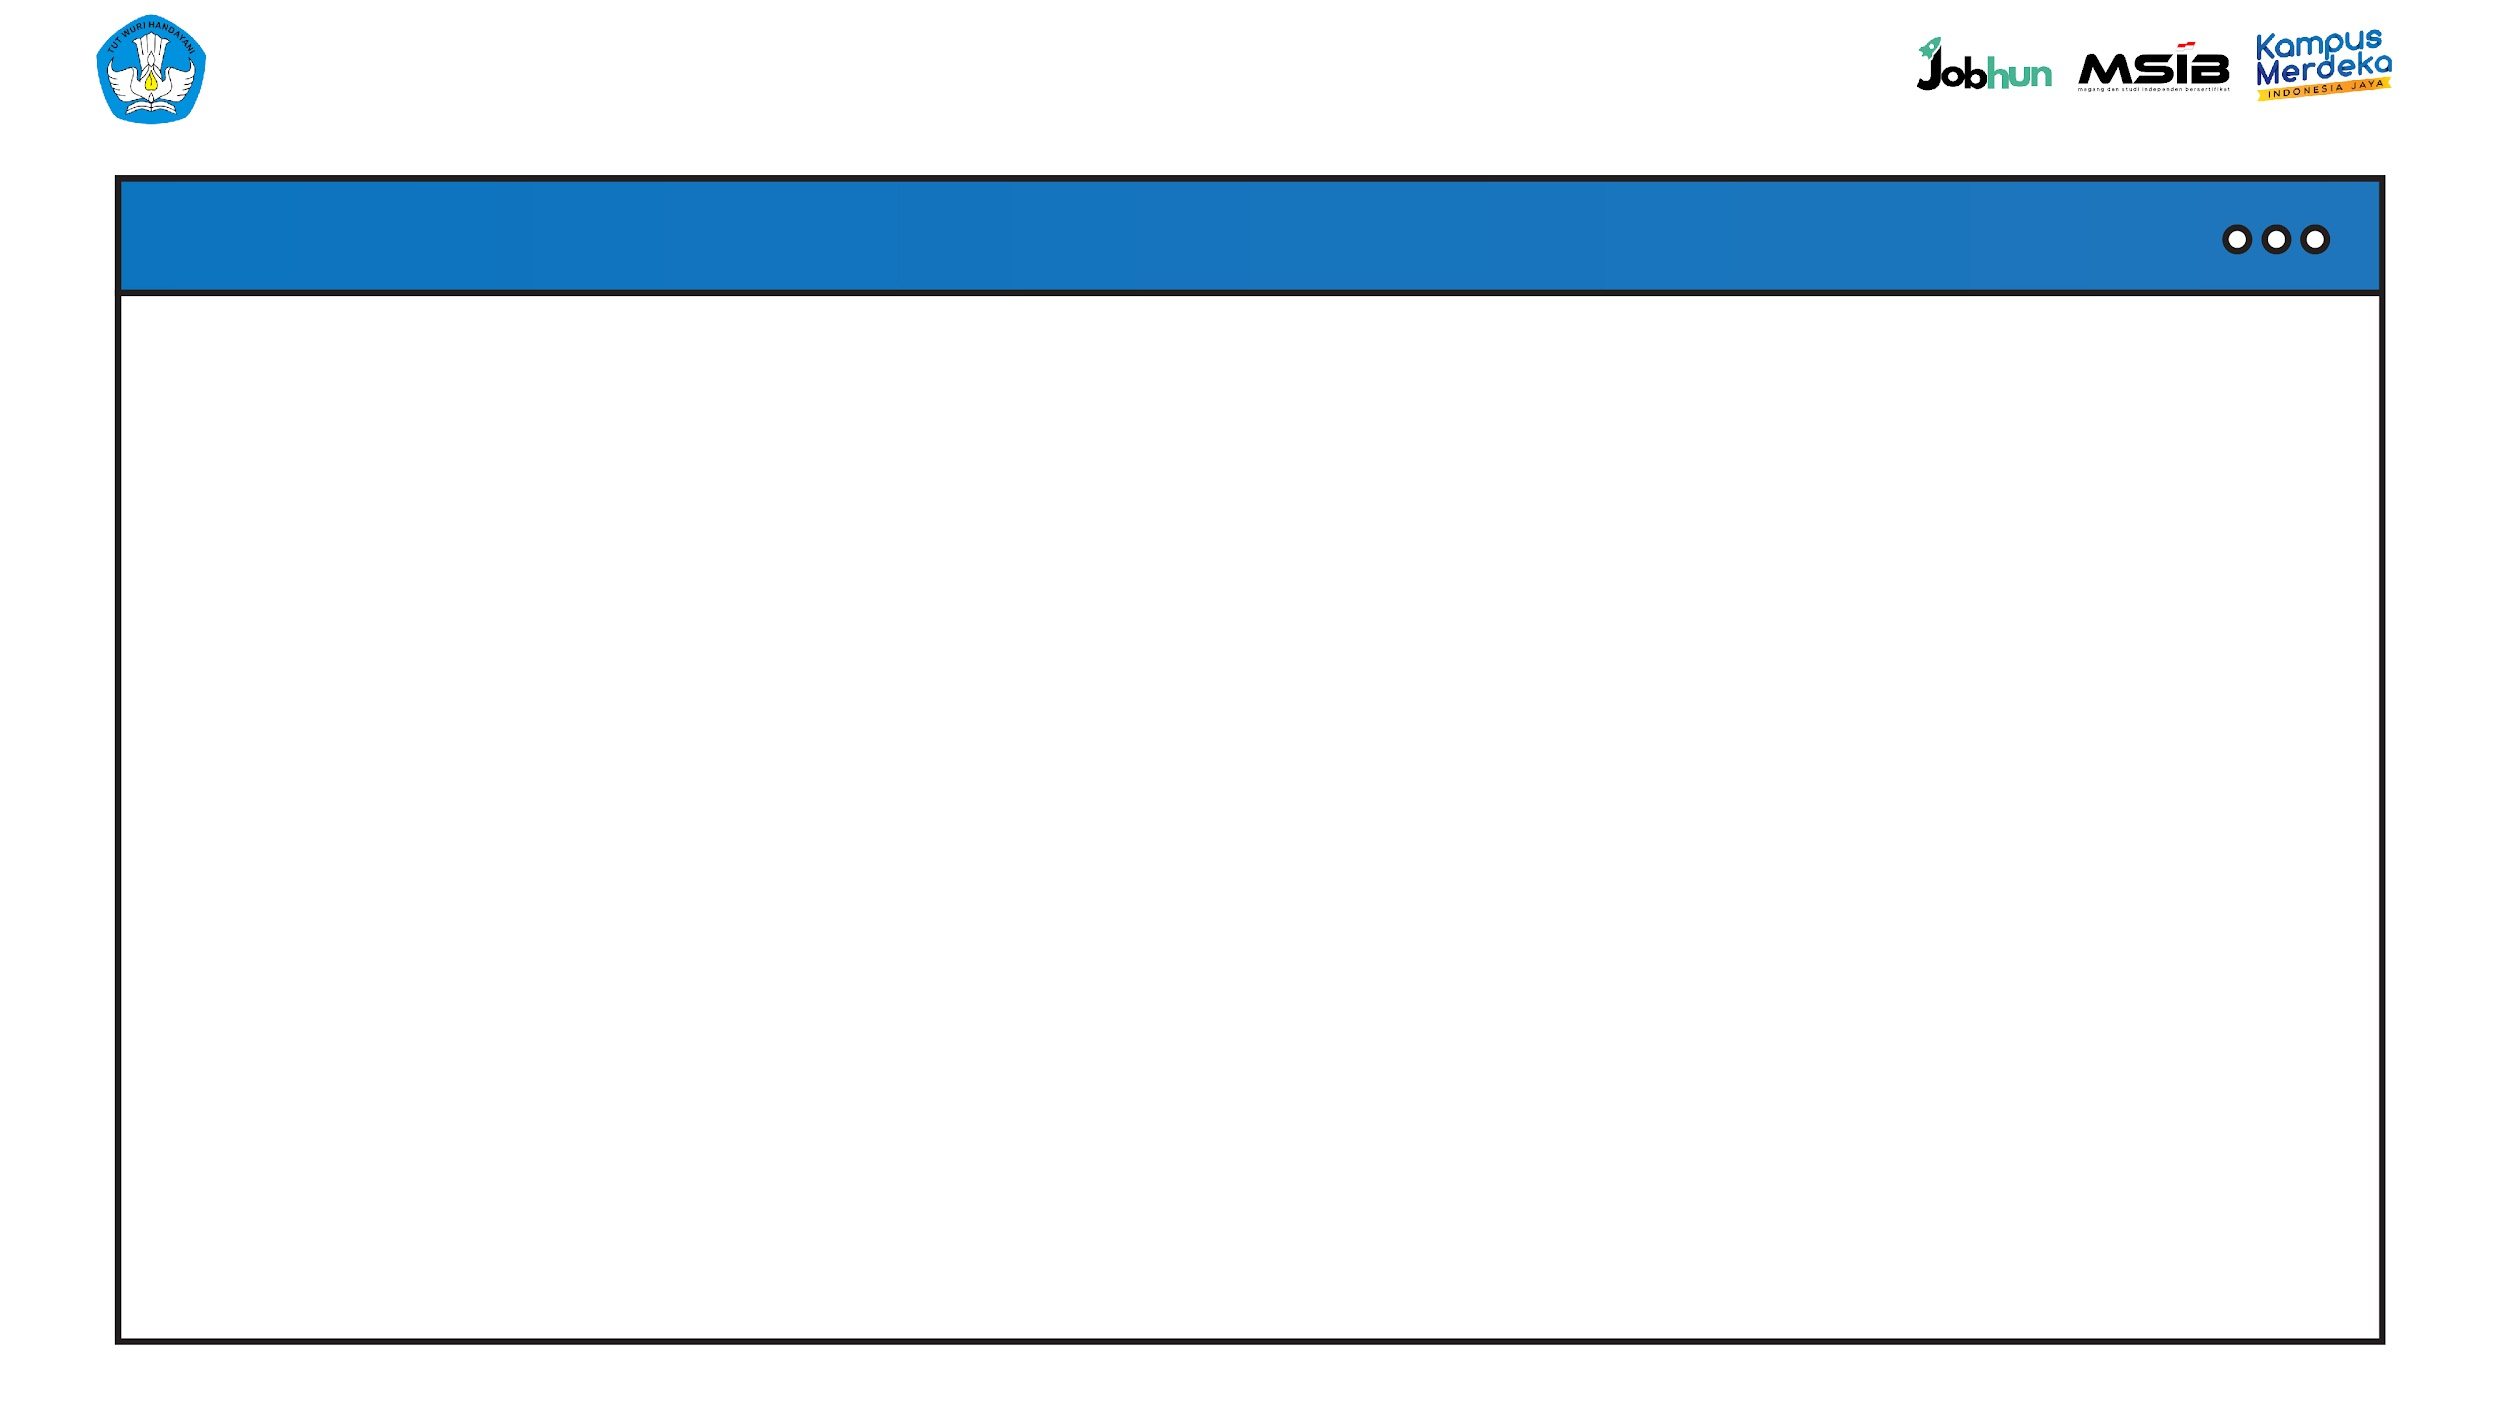 TUT WURI HANDAYANI
Jobhun
MSIB
magang dan studi independen bersertifikat
Kampus
Merdeka
INDONESIA JAYA